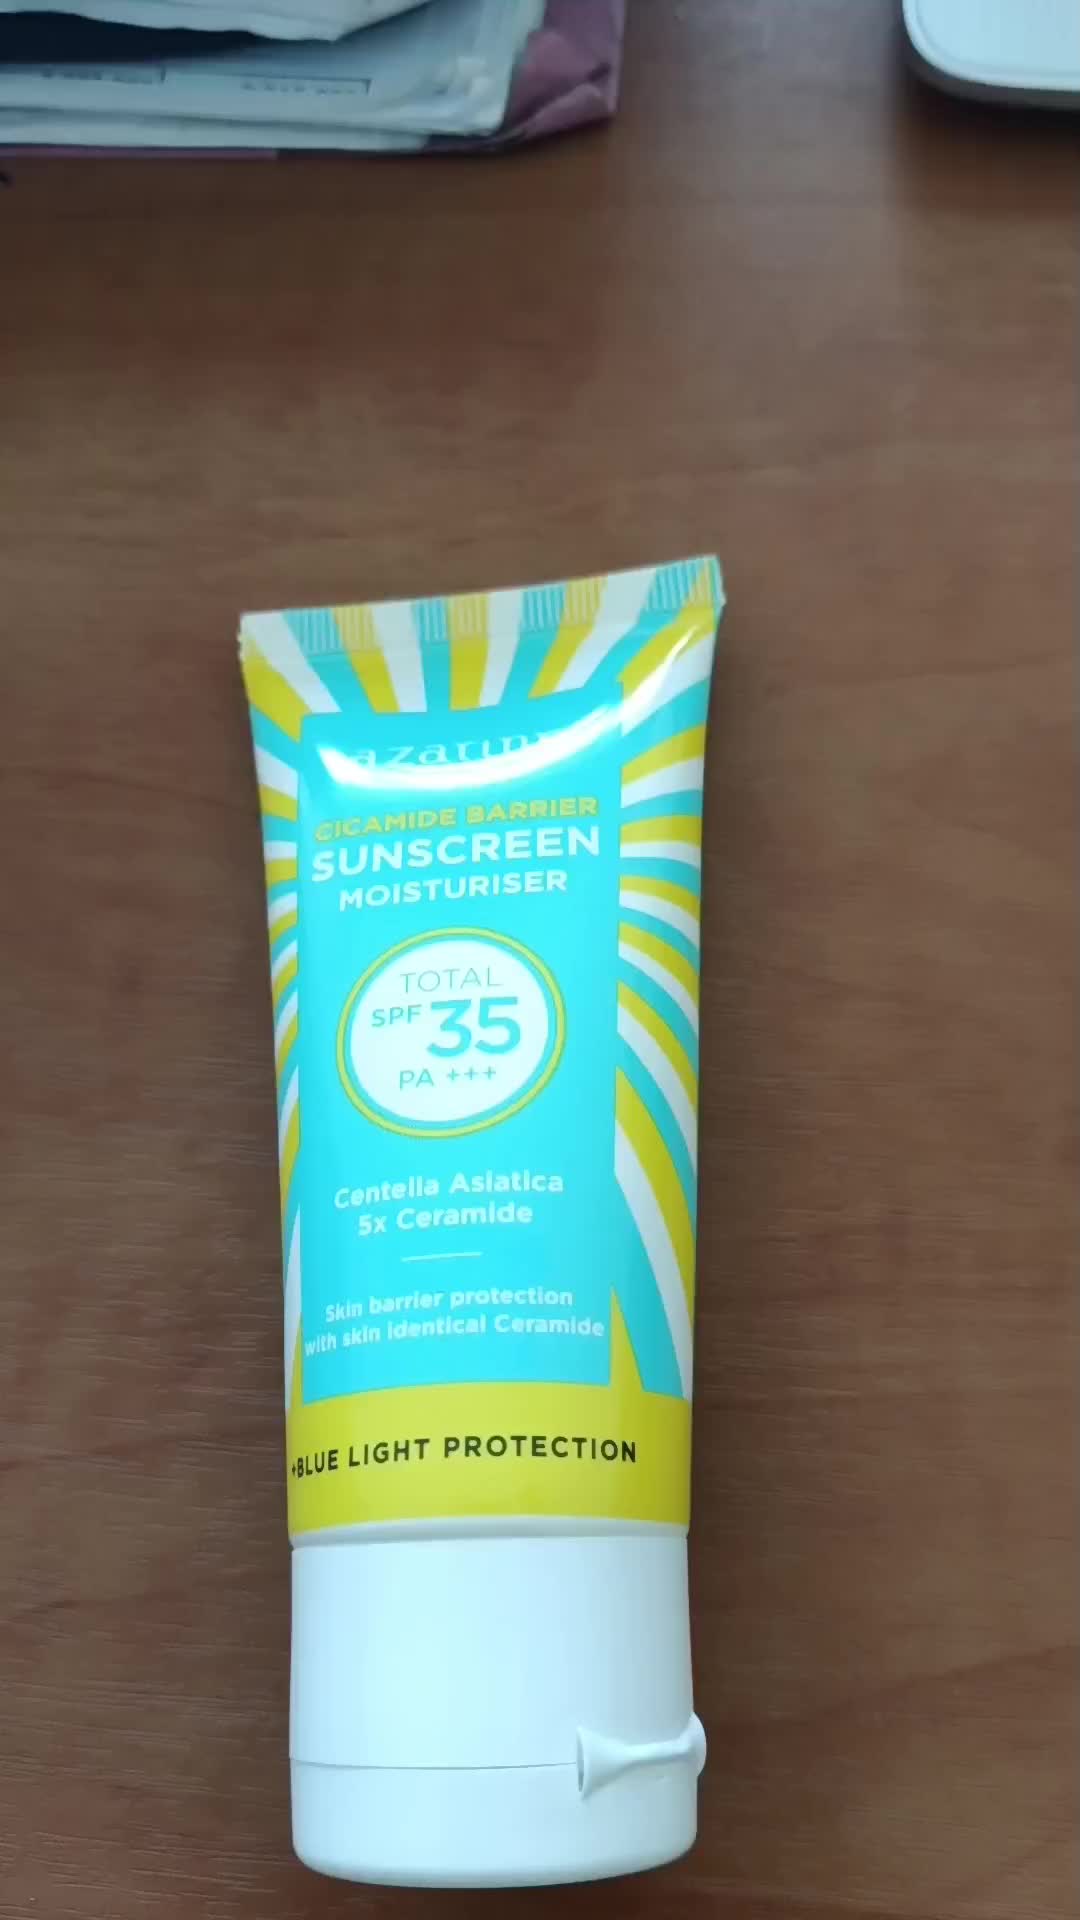 azarine
CICAMIDE BARRIER
SUNSCREEN
MOISTURISER
TOTAL
SPF 35
PA +++
Centella Asiatica
5x Ceramide
Skin barrier protection
with skin identical Ceramide
+BLUE LIGHT PROTECTION